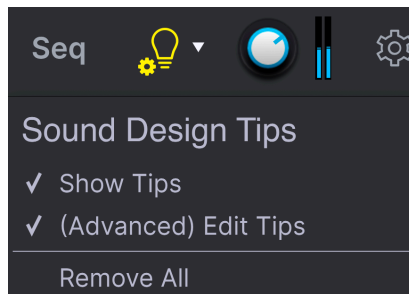 Seq
Sound Design Tips
✓ Show Tips
✓ (Advanced) Edit Tips
Remove All